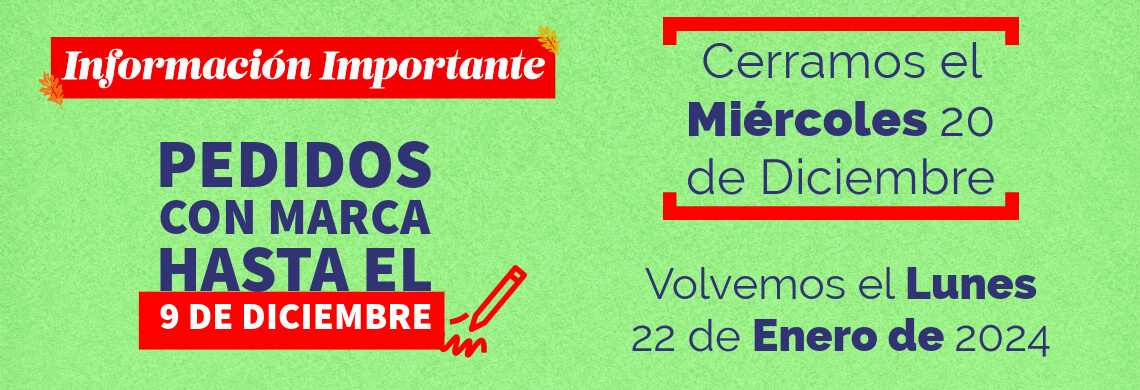 Información Importante
PEDIDOS
CON MARCA
HASTA EL
9 DE DICIEMBRE
Cerramos el
Miércoles 20
de Diciembre
Volvemos el Lunes
22 de Enero de 2024